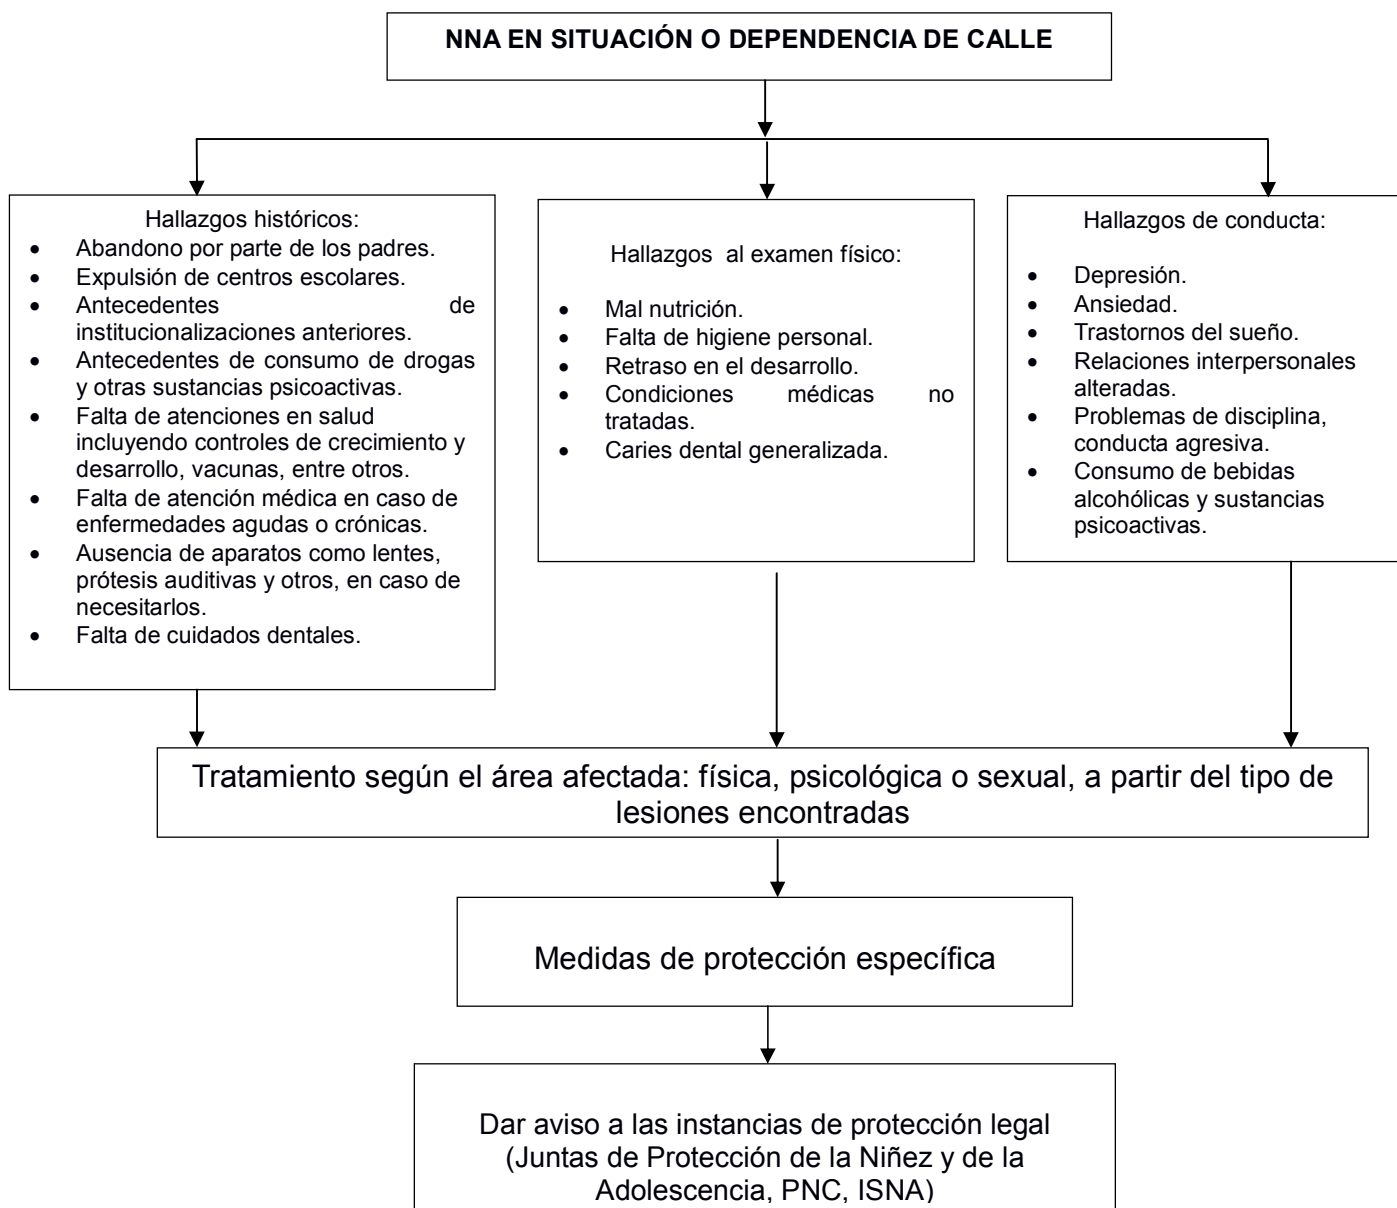 NNA EN SITUACIÓN O DEPENDENCIA DE CALLE
Hallazgos históricos:
• Abandono por parte de los padres.
• Expulsión de centros escolares.
• Antecedentes de
institucionalizaciones anteriores.
• Antecedentes de consumo de drogas
y otras sustancias psicoactivas.
• Falta de atenciones en salud
incluyendo controles de crecimiento y
desarrollo, vacunas, entre otros.
• Falta de atención médica en caso de
enfermedades agudas o crónicas.
• Ausencia de aparatos como lentes,
prótesis auditivas y otros, en caso de
necesitarlos.
• Falta de cuidados dentales.
Hallazgos al examen físico:
• Mal nutrición.
• Falta de higiene personal.
• Retraso en el desarrollo.
• Condiciones médicas no
tratadas.
• Caries dental generalizada.
Hallazgos de conducta:
• Depresión.
• Ansiedad.
• Trastornos del sueño.
• Relaciones interpersonales
alteradas.
• Problemas de disciplina,
conducta agresiva.
• Consumo de bebidas
alcohólicas y sustancias
psicoactivas.
Tratamiento según el área afectada: física, psicológica o sexual, a partir del tipo de
lesiones encontradas
Medidas de protección específica
Dar aviso a las instancias de protección legal
(Juntas de Protección de la Niñez y de la
Adolescencia, PNC, ISNA)